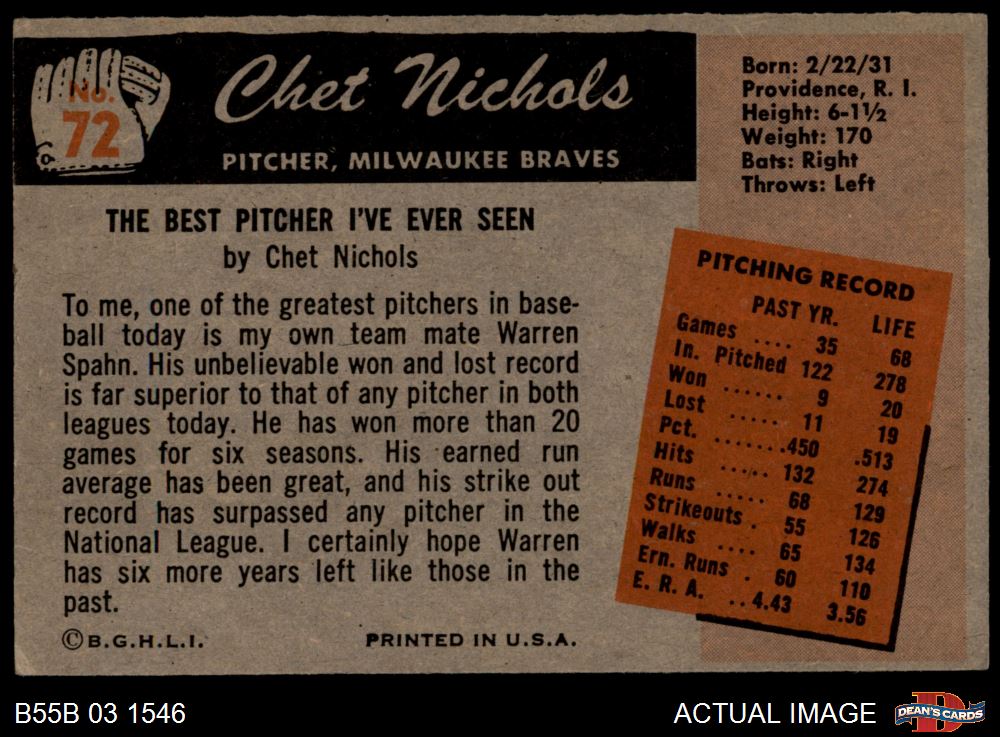 No.
72
Chet Nichols
PITCHER, MILWAUKEE BRAVES
Born: 2/22/31
Providence, R. I.
Height: 6-1½
Weight: 170
Bats: Right
Throws: Left
THE BEST PITCHER I'VE EVER SEEN
by Chet Nichols
To me, one of the greatest pitchers in base-
ball today is my own team mate Warren
Spahn. His unbelievable won and lost record
is far superior to that of any pitcher in both
leagues today. He has won more than 20
games for six seasons. His earned run
average has been great, and his strike out
record has surpassed any pitcher in the
National League. I certainly hope Warren
has six more years left like those in the
past.
©B.G.H.L.I. PRINTED IN U.S.A.
PITCHING RECORD
PAST YR. LIFE
Games .... 35 68
In. Pitched 122 278
Won ...... 9 20
Lost ..... 11 19
Pct. .......450 .513
Hits ..... 132 274
Runs ..... 68 129
Strikeouts . 55 126
Walks .... 65 134
Ern. Runs . 60 110
E. R. A. ..4.43 3.56
B55B 03 1546
ACTUAL IMAGE
DEAN'S CARDS